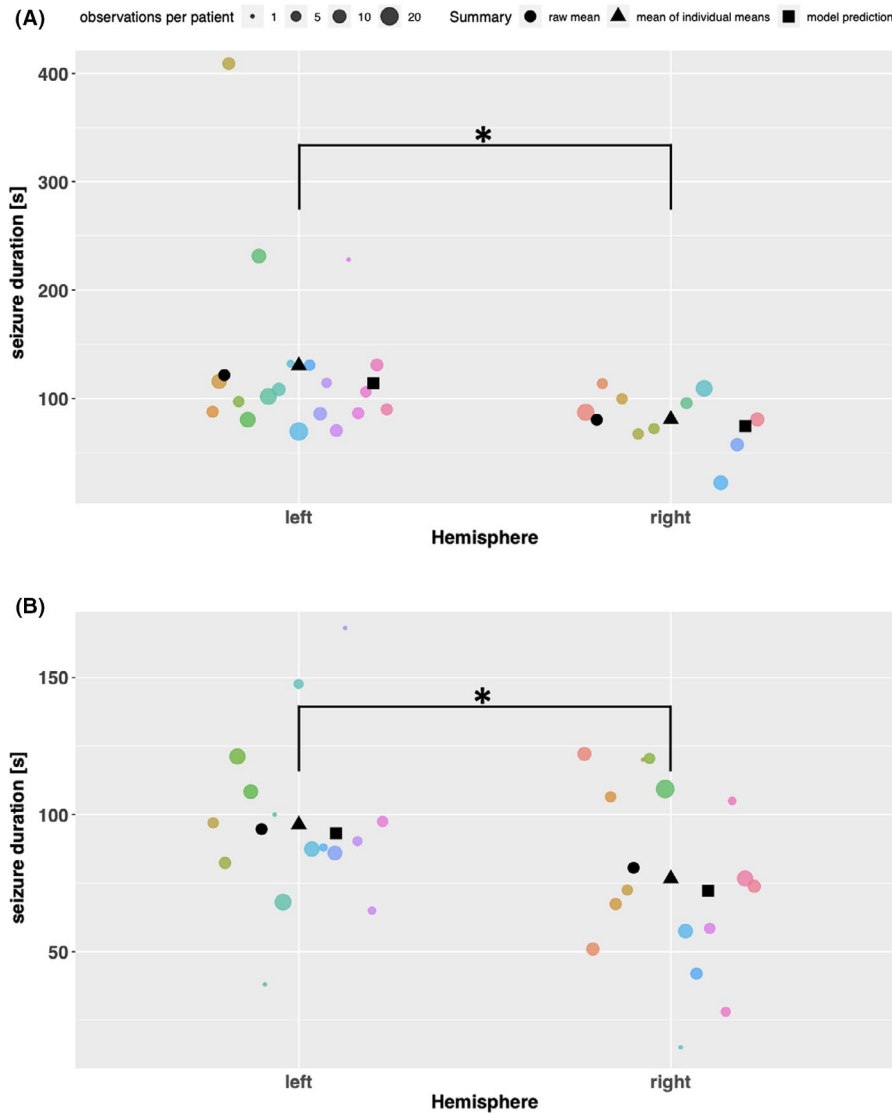 (A) observations per patient 1 5 10 20 Summary raw mean mean of individual means model prediction
400
300
200
100
seizure duration [s]
*
left right
Hemisphere
(B)
150
100
50
seizure duration [s]
*
left right
Hemisphere